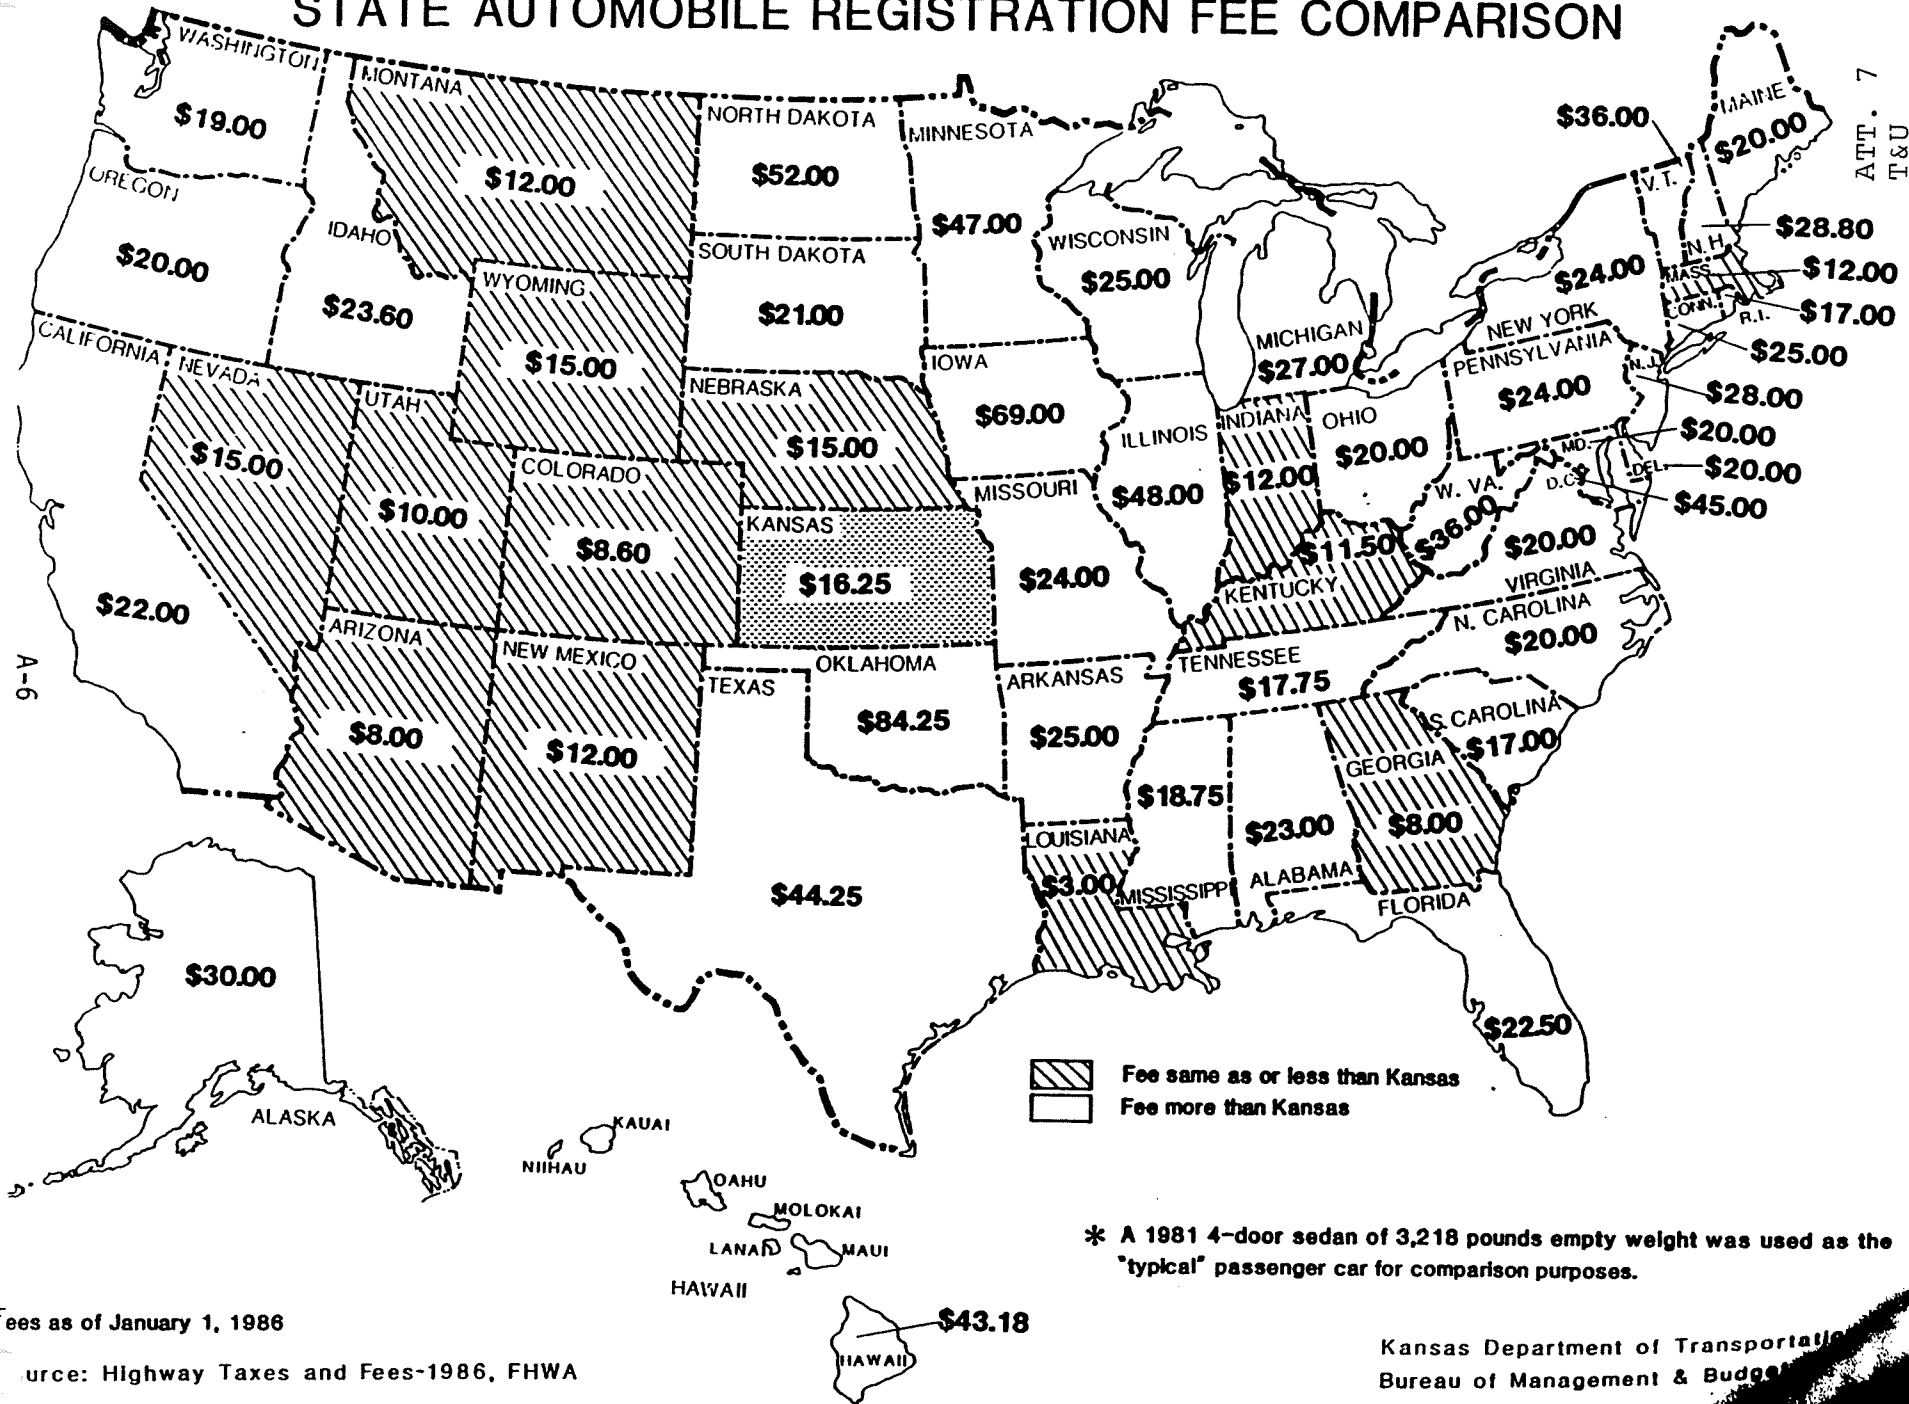 STATE AUTOMOBILE REGISTRATION FEE COMPARISON
ATT. 7
T&U
A-6
WASHINGTON
$19.00
OREGON
$20.00
CALIFORNIA
$22.00
IDAHO
$23.60
NEVADA
$15.00
MONTANA
$12.00
WYOMING
$15.00
UTAH
$10.00
COLORADO
$8.60
ARIZONA
$8.00
NEW MEXICO
$12.00
NORTH DAKOTA
$52.00
SOUTH DAKOTA
$21.00
NEBRASKA
$15.00
KANSAS
$16.25
OKLAHOMA
$84.25
TEXAS
$44.25
MINNESOTA
$47.00
IOWA
$69.00
MISSOURI
$24.00
ARKANSAS
$25.00
LOUISIANA
$3.00
WISCONSIN
$25.00
ILLINOIS
$48.00
MICHIGAN
$27.00
INDIANA
$12.00
OHIO
$20.00
KENTUCKY
$11.50
TENNESSEE
$17.75
MISSISSIPPI
$18.75
ALABAMA
$23.00
GEORGIA
$8.00
FLORIDA
$22.50
S. CAROLINA
$17.00
N. CAROLINA
$20.00
VIRGINIA
$20.00
W. VA.
$36.00
PENNSYLVANIA
$24.00
NEW YORK
$24.00
MAINE
$20.00
V.T.
$36.00
N.H.
$28.80
MASS.
$12.00
R.I.
$17.00
CONN.
$25.00
N.J.
$28.00
MD.
$20.00
DEL.
$20.00
D.C.
$45.00
ALASKA
$30.00
NIIHAU
KAUAI
OAHU
MOLOKAI
LANAI
MAUI
HAWAII
HAWAII
$43.18
Fee same as or less than Kansas
Fee more than Kansas
* A 1981 4-door sedan of 3,218 pounds empty weight was used as the
"typical" passenger car for comparison purposes.
ees as of January 1, 1986
urce: Highway Taxes and Fees-1986, FHWA
Kansas Department of Transportatio
Bureau of Management & Budge